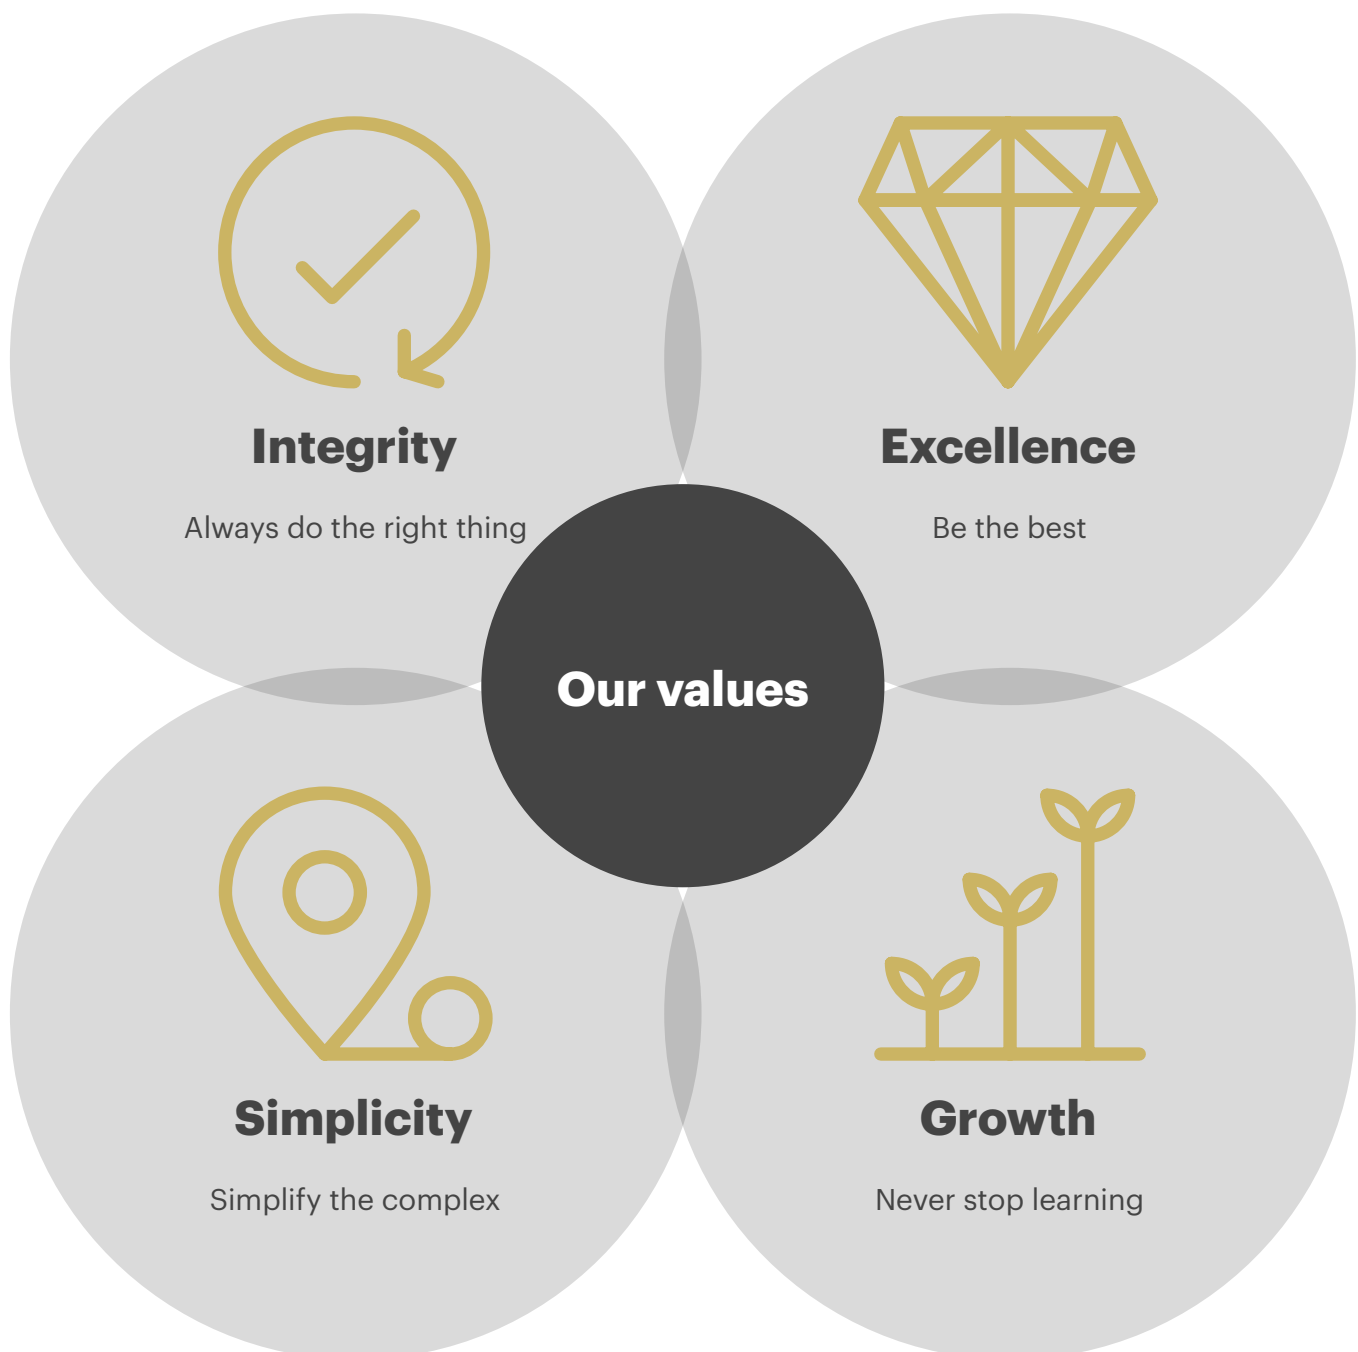 Integrity
Always do the right thing
Excellence
Be the best
Our values
Simplicity
Simplify the complex
Growth
Never stop learning